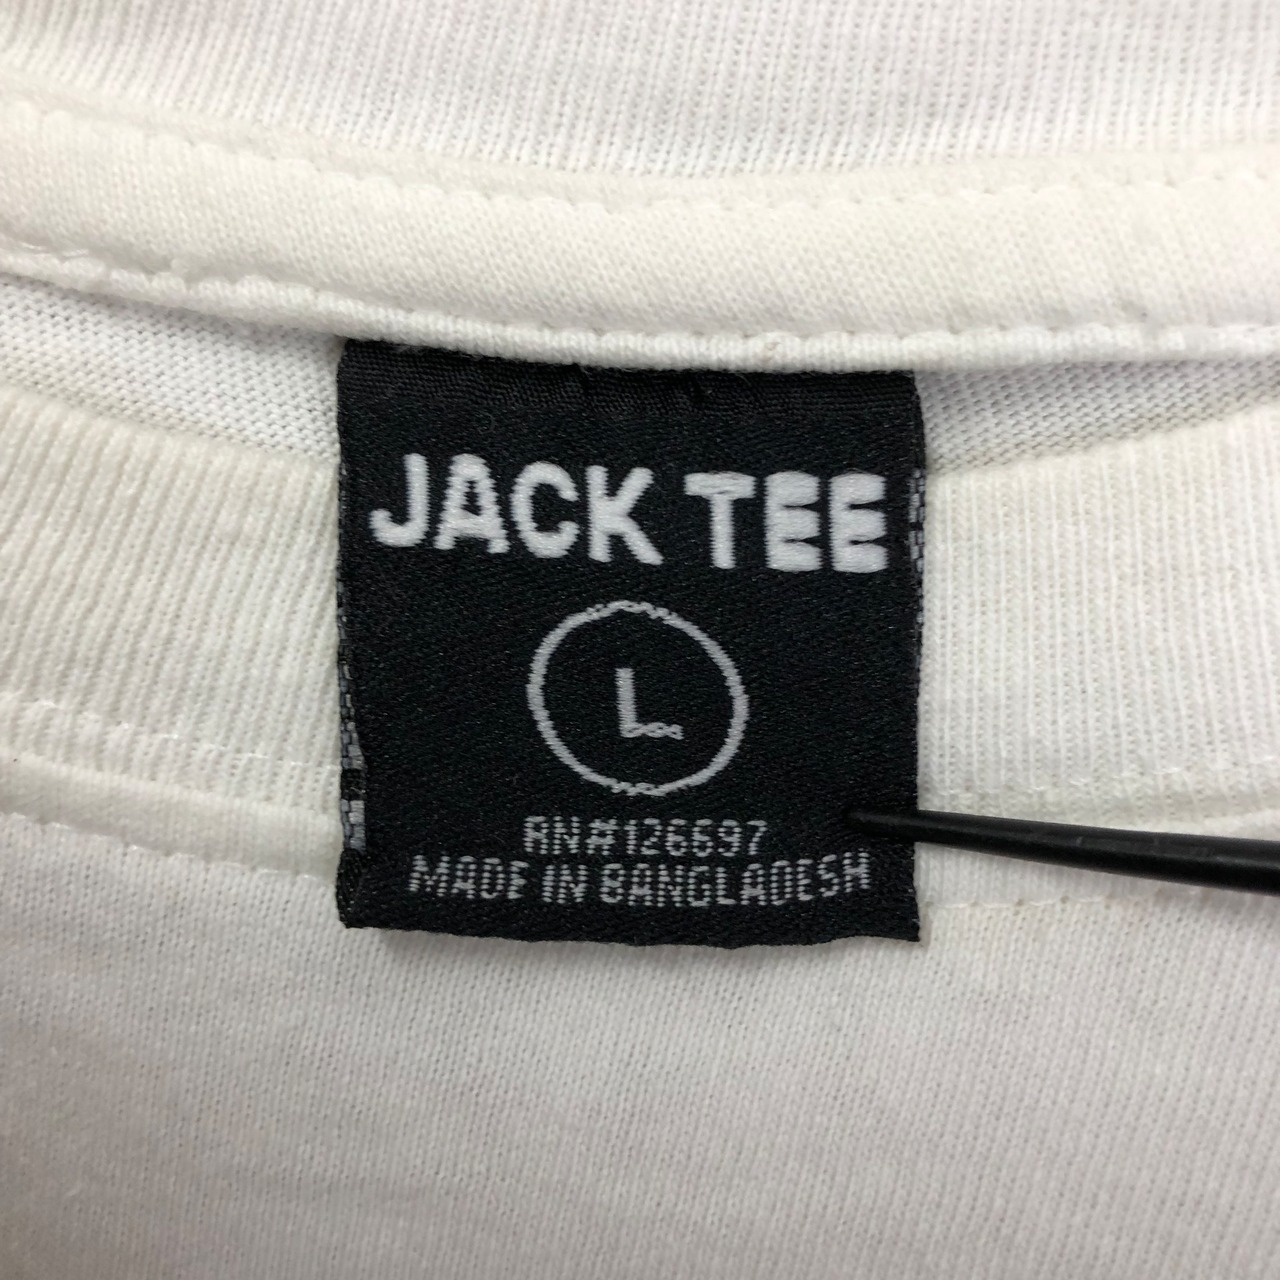 JACK TEE
L
RN#126697
MADE IN BANGLADESH